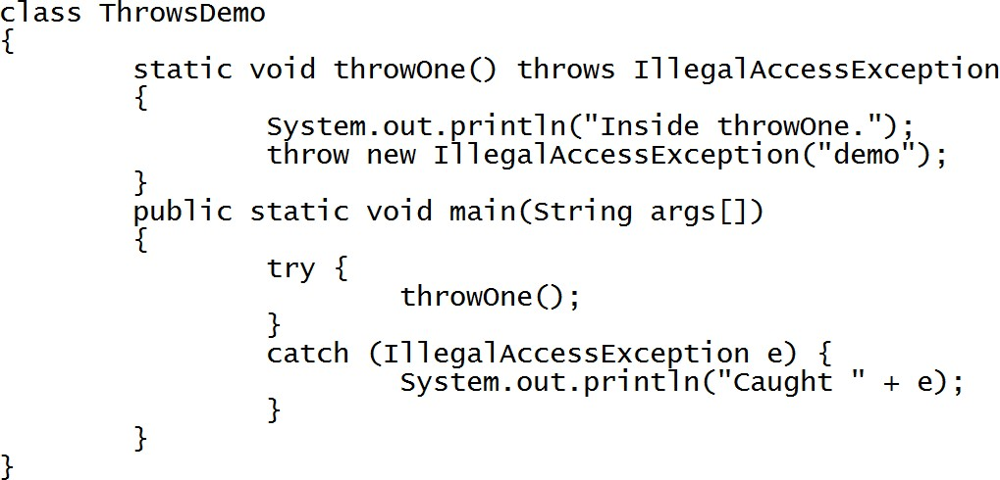 class ThrowsDemo
{
        static void throwOne() throws IllegalAccessException
        {
                System.out.println("Inside throwOne.");
                throw new IllegalAccessException("demo");
        }
        public static void main(String args[])
        {
                try {
                        throwOne();
                }
                catch (IllegalAccessException e) {
                        System.out.println("Caught " + e);
                }
        }
}